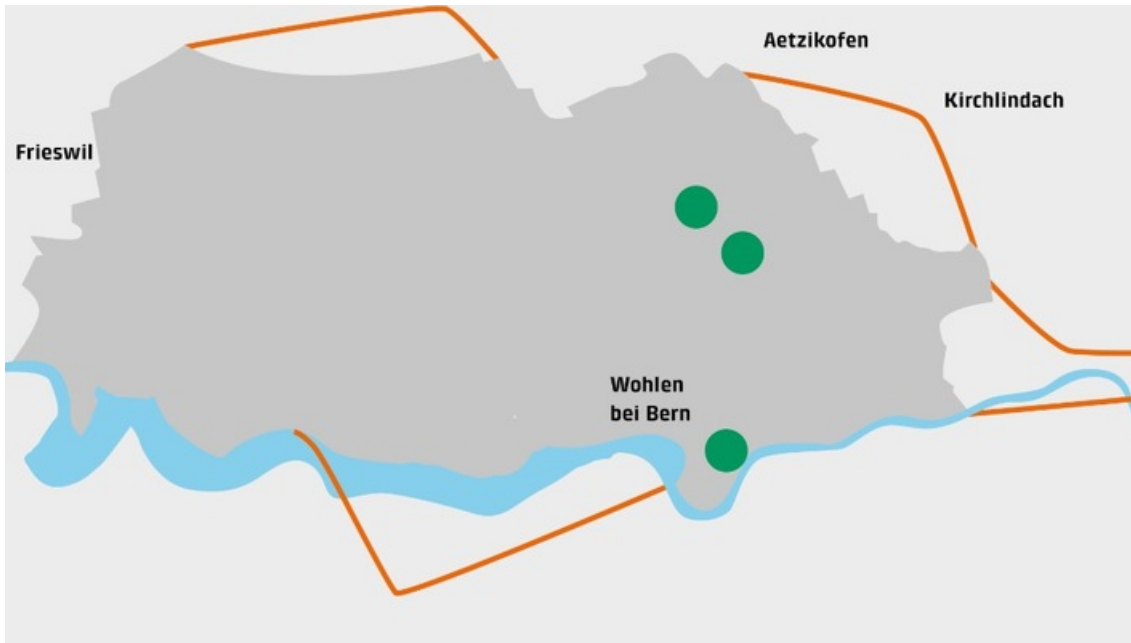 Aetzikofen
Kirchlindach
Frieswil
Wohlen
bei Bern